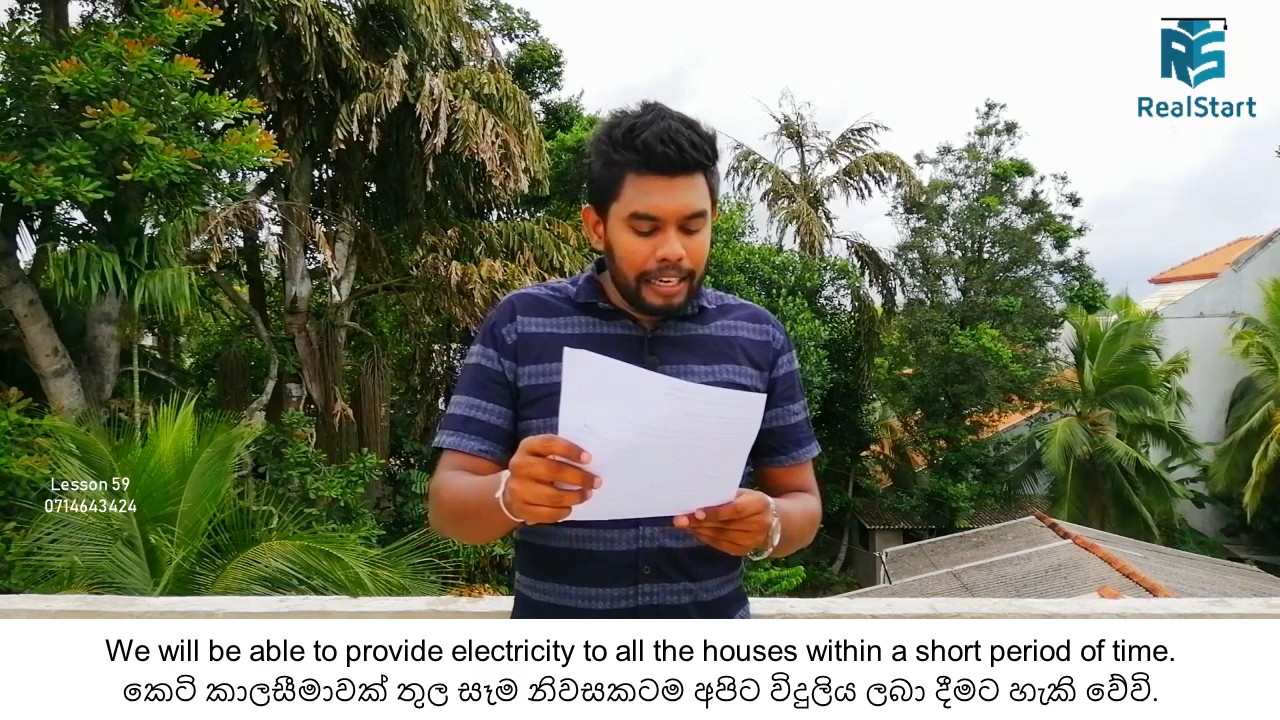 RS
RealStart
Lesson 59
0714643424
We will be able to provide electricity to all the houses within a short period of time.
කෙටි කාලසීමාවක් තුල සෑම නිවසකටම අපිට විදුලිය ලබා දීමට හැකි වේවි.